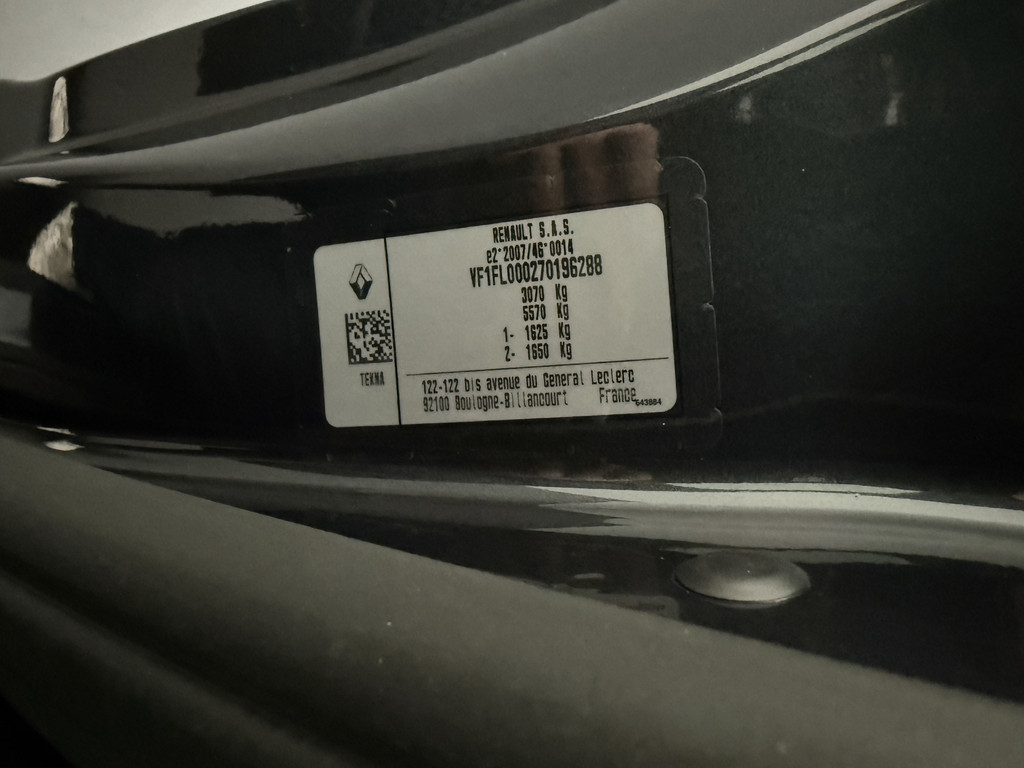 RENAULT S.A.S.
e2*2007/46*0014
VF1FL000270196288
3070 Kg
5570 Kg
1- 1625 Kg
2- 1650 Kg
TEKNA
122-122 bis avenue du General Leclerc
92100 Boulogne-Billancourt France
643884